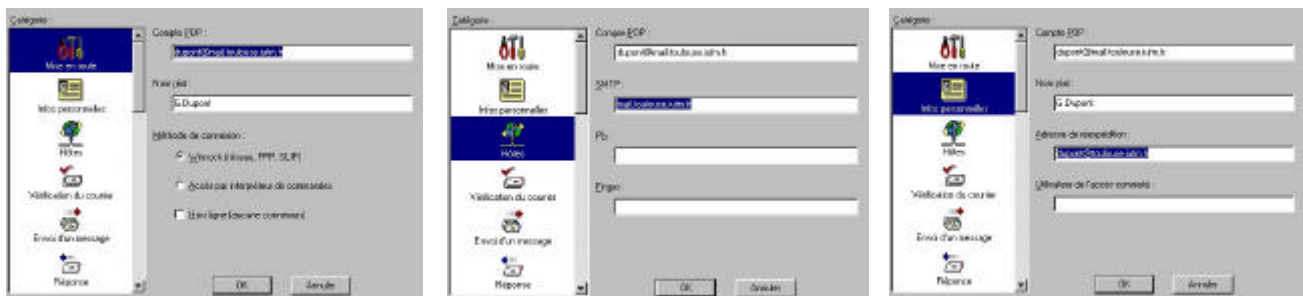 Catégorie :
Mise en route
Infos personnelles
Hôtes
Vérification du courrier
Envoi d'un message
Réponse
Compte POP :
dupont@mail.toulouse.iufm.fr
Nom réel :
G.Dupont
Méthode de connexion :
Winsock (réseau, PPP, SLIP)
Accès par interpréteur de commandes
Hors ligne (aucune connexion)
OK
Annuler
Catégorie :
Mise en route
Infos personnelles
Hôtes
Vérification du courrier
Envoi d'un message
Réponse
Compte POP :
dupont@mail.toulouse.iufm.fr
SMTP :
mail.toulouse.iufm.fr
Ph :
Finger :
OK
Annuler
Catégorie :
Mise en route
Infos personnelles
Hôtes
Vérification du courrier
Envoi d'un message
Réponse
Compte POP :
dupont@mail.toulouse.iufm.fr
Nom réel :
G.Dupont
Adresse de réexpédition :
dupont@toulouse.iufm.fr
Utilisateur de l'accès commuté :
OK
Annuler